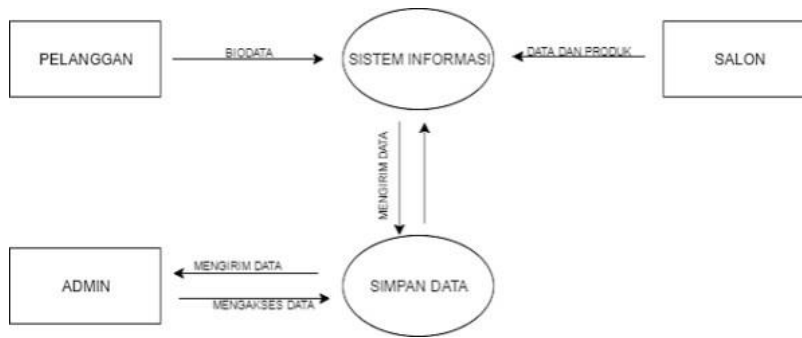 PELANGGAN
BIODATA
SISTEM INFORMASI
DATA DAN PRODUK
SALON
MENGIRIM DATA
ADMIN
MENGIRIM DATA
MENGAKSES DATA
SIMPAN DATA